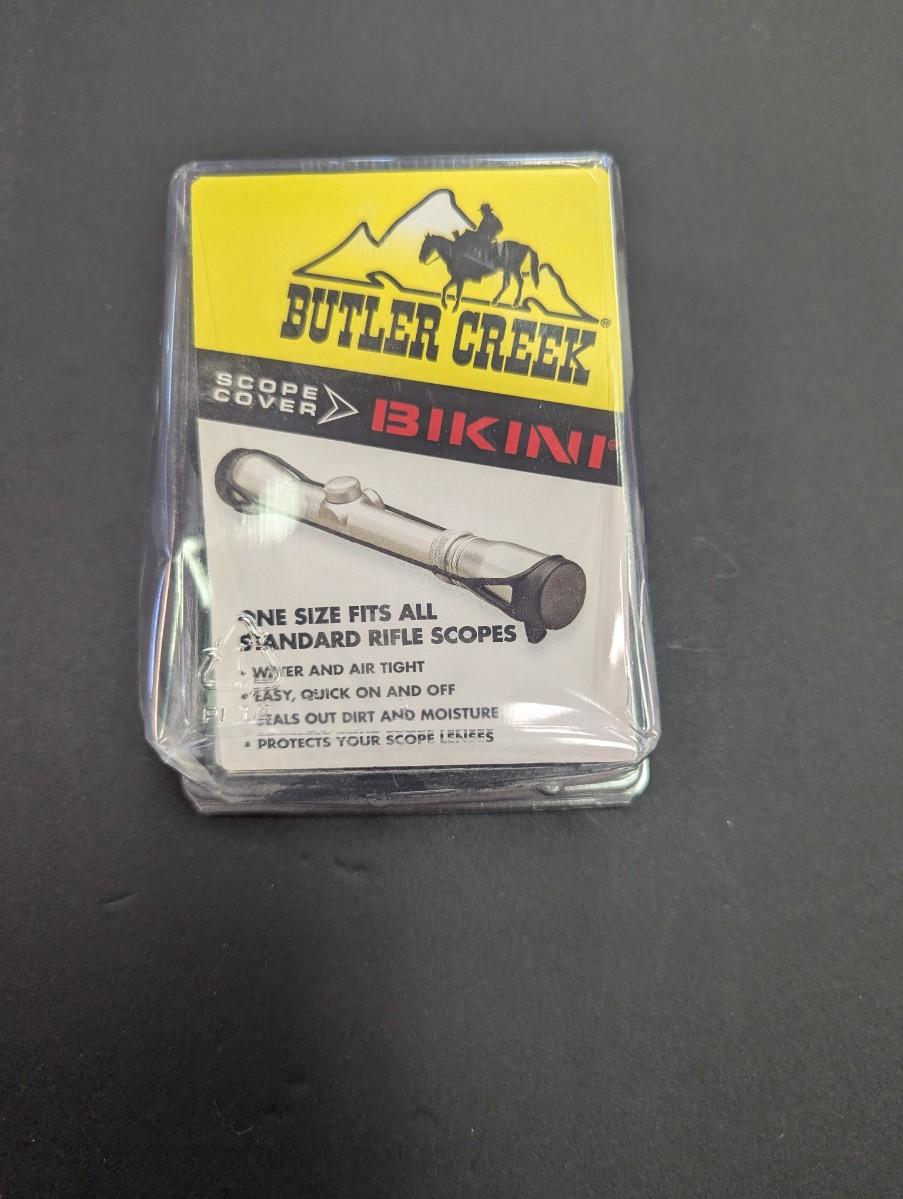 BUTLER CREEK®
SCOPE
COVER
BIKINI®
ONE SIZE FITS ALL
STANDARD RIFLE SCOPES
• WATER AND AIR TIGHT
• EASY, QUICK ON AND OFF
• SEALS OUT DIRT AND MOISTURE
• PROTECTS YOUR SCOPE LENSES